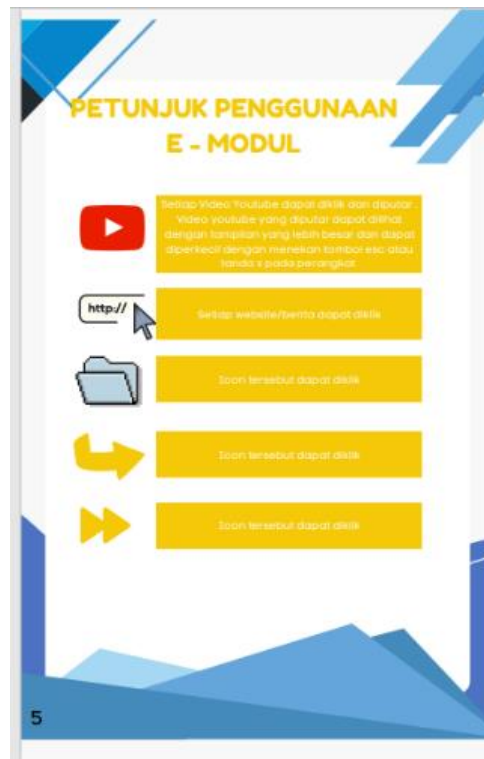 PETUNJUK PENGGUNAAN
E - MODUL
Setiap Video Youtube dapat diklik dan diputar .
Video youtube yang diputar dapat dilihat
dengan tampilan yang lebih besar dan dapat
diperkecil dengan menekan tombol esc atau
tanda x pada perangkat
http://
Setiap website/berita dapat diklik
Icon tersebut dapat diklik
Icon tersebut dapat diklik
Icon tersebut dapat diklik
5